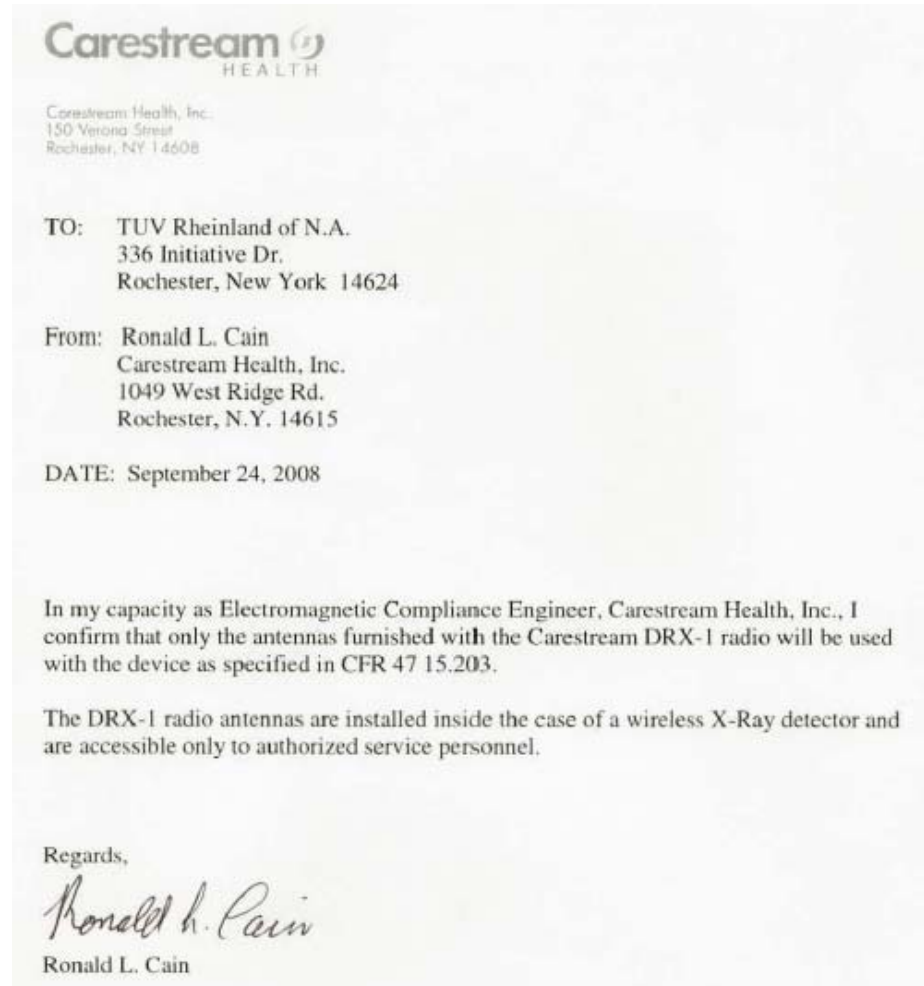 Carestream
HEALTH
Carestream Health, Inc.
150 Verona Street
Rochester, NY 14608
TO: TUV Rheinland of N.A.
336 Initiative Dr.
Rochester, New York 14624
From: Ronald L. Cain
Carestream Health, Inc.
1049 West Ridge Rd.
Rochester, N.Y. 14615
DATE: September 24, 2008
In my capacity as Electromagnetic Compliance Engineer, Carestream Health, Inc., I
confirm that only the antennas furnished with the Carestream DRX-1 radio will be used
with the device as specified in CFR 47 15.203.
The DRX-1 radio antennas are installed inside the case of a wireless X-Ray detector and
are accessible only to authorized service personnel.
Regards,
Ronald L. Cain
Ronald L. Cain